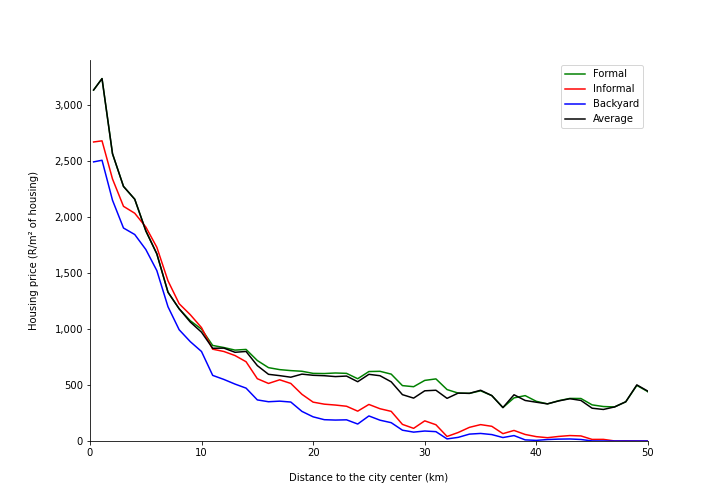 Formal
Informal
Backyard
Average
3,000
2,500
2,000
1,500
1,000
500
0
0 10 20 30 40 50
Housing price (R/m² of housing)
Distance to the city center (km)